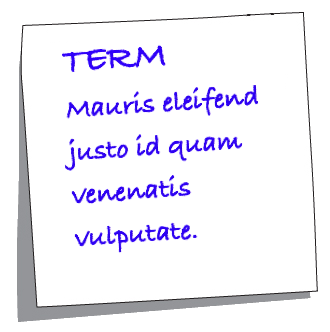 TERM
Mauris eleifend
justo id quam
venenatis
vulputate.